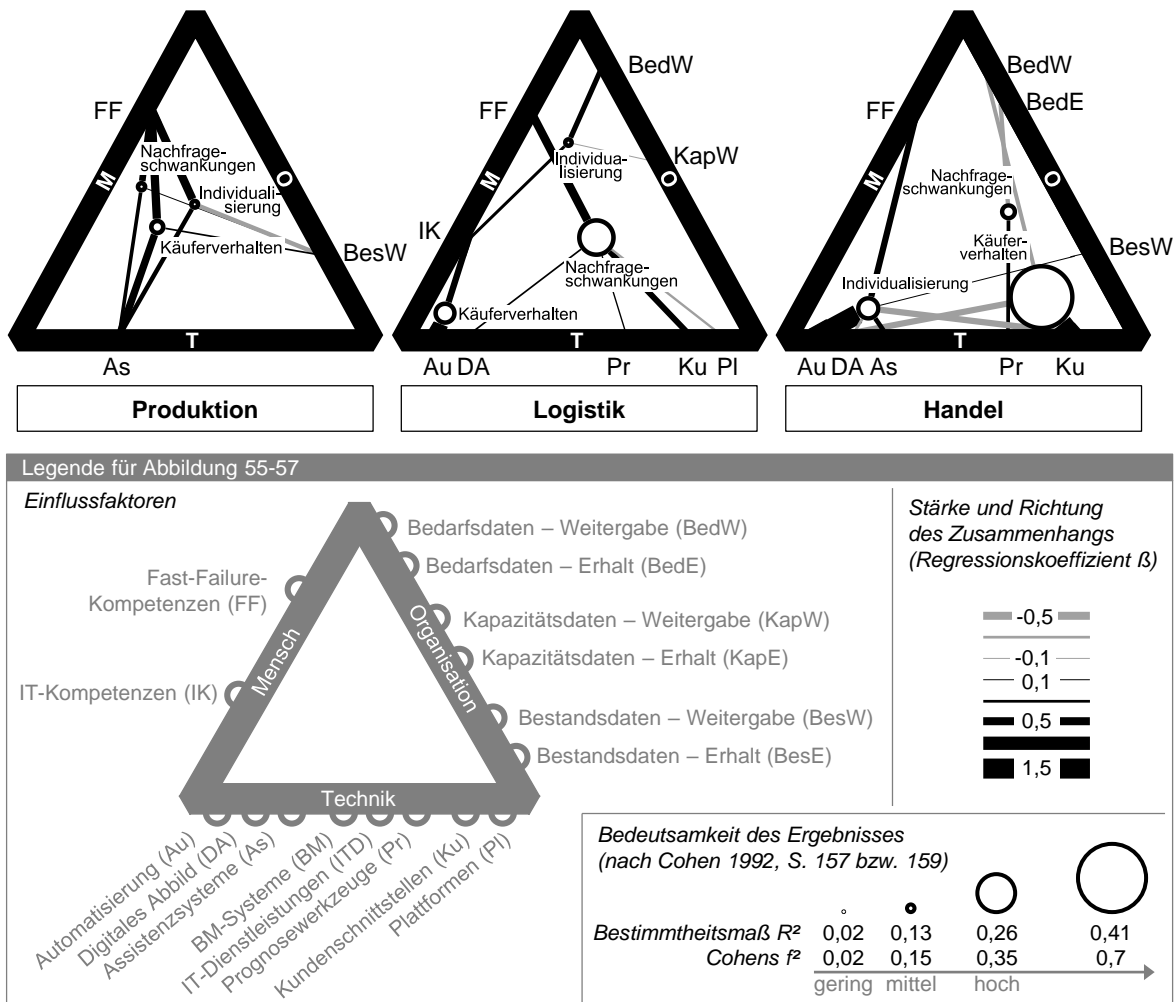 FF
M
O
Nachfrage-
schwankungen
Individuali-
sierung
Käuferverhalten
BesW
T
As
Produktion
BedW
FF
KapW
Individua-
lisierung
M
O
IK
Nachfrage-
schwankungen
Käuferverhalten
T
Au DA Pr Ku Pl
Logistik
BedW
BedE
FF
M
O
Nachfrage-
schwankungen
Käufer-
verhalten
BesW
Individualisierung
T
Au DA As Pr Ku
Handel
Legende für Abbildung 55-57
Einflussfaktoren
Bedarfsdaten – Weitergabe (BedW)
Bedarfsdaten – Erhalt (BedE)
Fast-Failure-
Kompetenzen (FF)
Kapazitätsdaten – Weitergabe (KapW)
Kapazitätsdaten – Erhalt (KapE)
Mensch
Organisation
IT-Kompetenzen (IK)
Bestandsdaten – Weitergabe (BesW)
Bestandsdaten – Erhalt (BesE)
Technik
Automatisierung (Au)
Digitales Abbild (DA)
Assistenzsysteme (As)
BM-Systeme (BM)
IT-Dienstleistungen (ITD)
Prognosewerkzeuge (Pr)
Kundenschnittstellen (Ku)
Plattformen (Pl)
Stärke und Richtung
des Zusammenhangs
(Regressionskoeffizient ß)
-0,5
-0,1
0,1
0,5
1,5
Bedeutsamkeit des Ergebnisses
(nach Cohen 1992, S. 157 bzw. 159)
Bestimmtheitsmaß R² 0,02 0,13 0,26 0,41
Cohens f² 0,02 0,15 0,35 0,7
gering mittel hoch